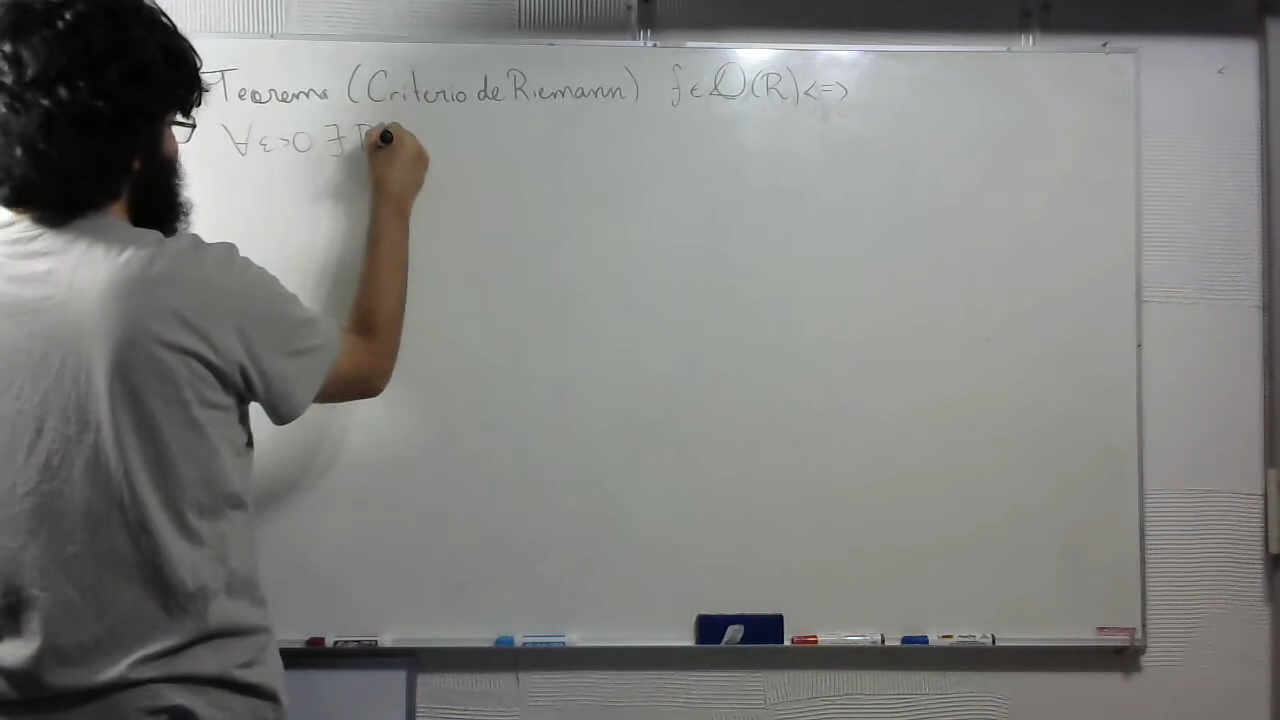 Teorema (Criterio de Riemann) f ∈ 𝓡(R) <=>
∀ ε>0 ∃ P